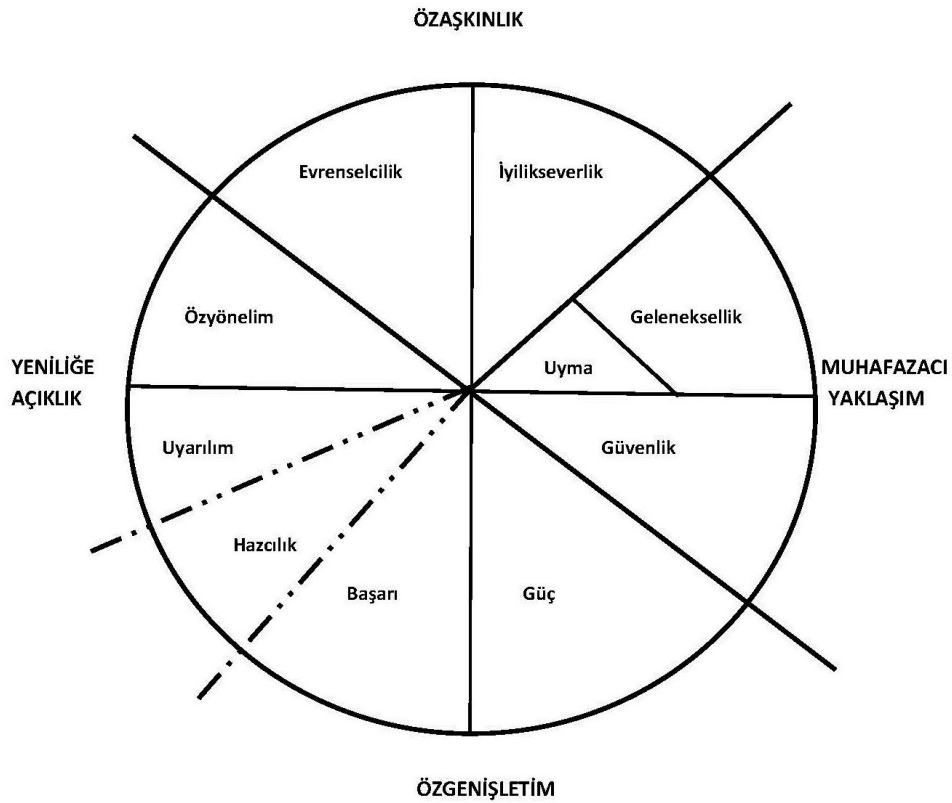 ÖZAŞKINLIK
Evrenselcilik
İyilikseverlik
Özyönelim
Geleneksellik
YENİLİĞE
AÇIKLIK
Uyma
MUHAFAZACI
YAKLAŞIM
Uyarılım
Güvenlik
Hazcılık
Başarı
Güç
ÖZGENİŞLETİM